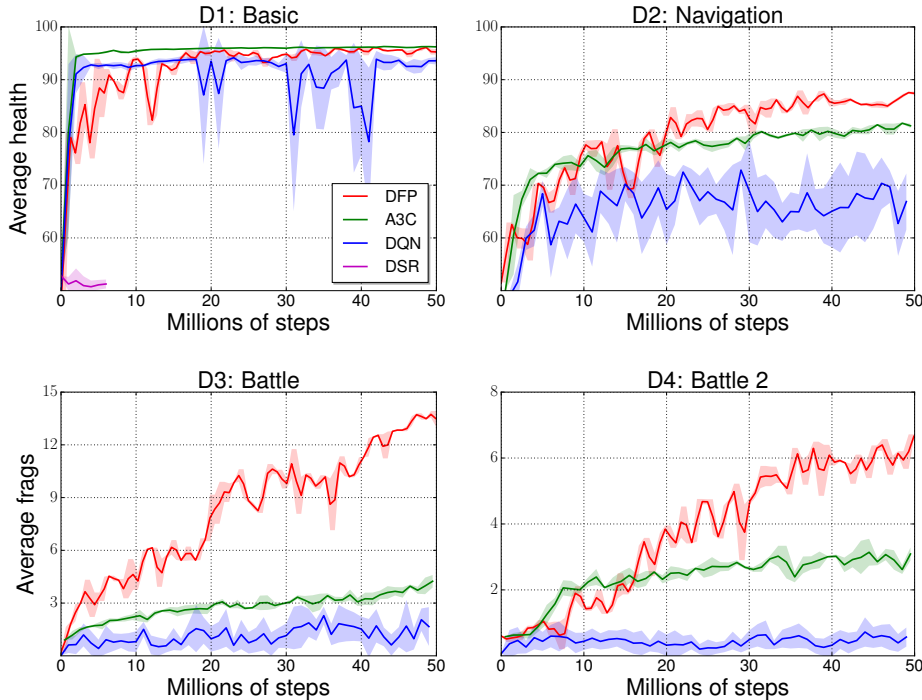 D1: Basic
D2: Navigation
Average health
100
90
80
70
60
DFP
A3C
DQN
DSR
0 10 20 30 40 50
Millions of steps
100
90
80
70
60
0 10 20 30 40 50
Millions of steps
D3: Battle
D4: Battle 2
Average frags
15
12
9
6
3
0 10 20 30 40 50
Millions of steps
8
6
4
2
0 10 20 30 40 50
Millions of steps